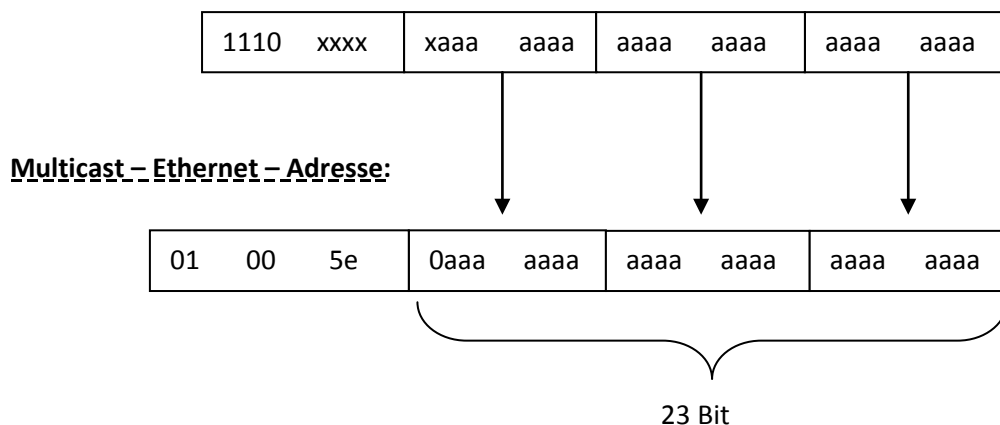 1110 xxxx xaaa aaaa aaaa aaaa aaaa aaaa
Multicast – Ethernet – Adresse:
01 00 5e 0aaa aaaa aaaa aaaa aaaa aaaa
23 Bit